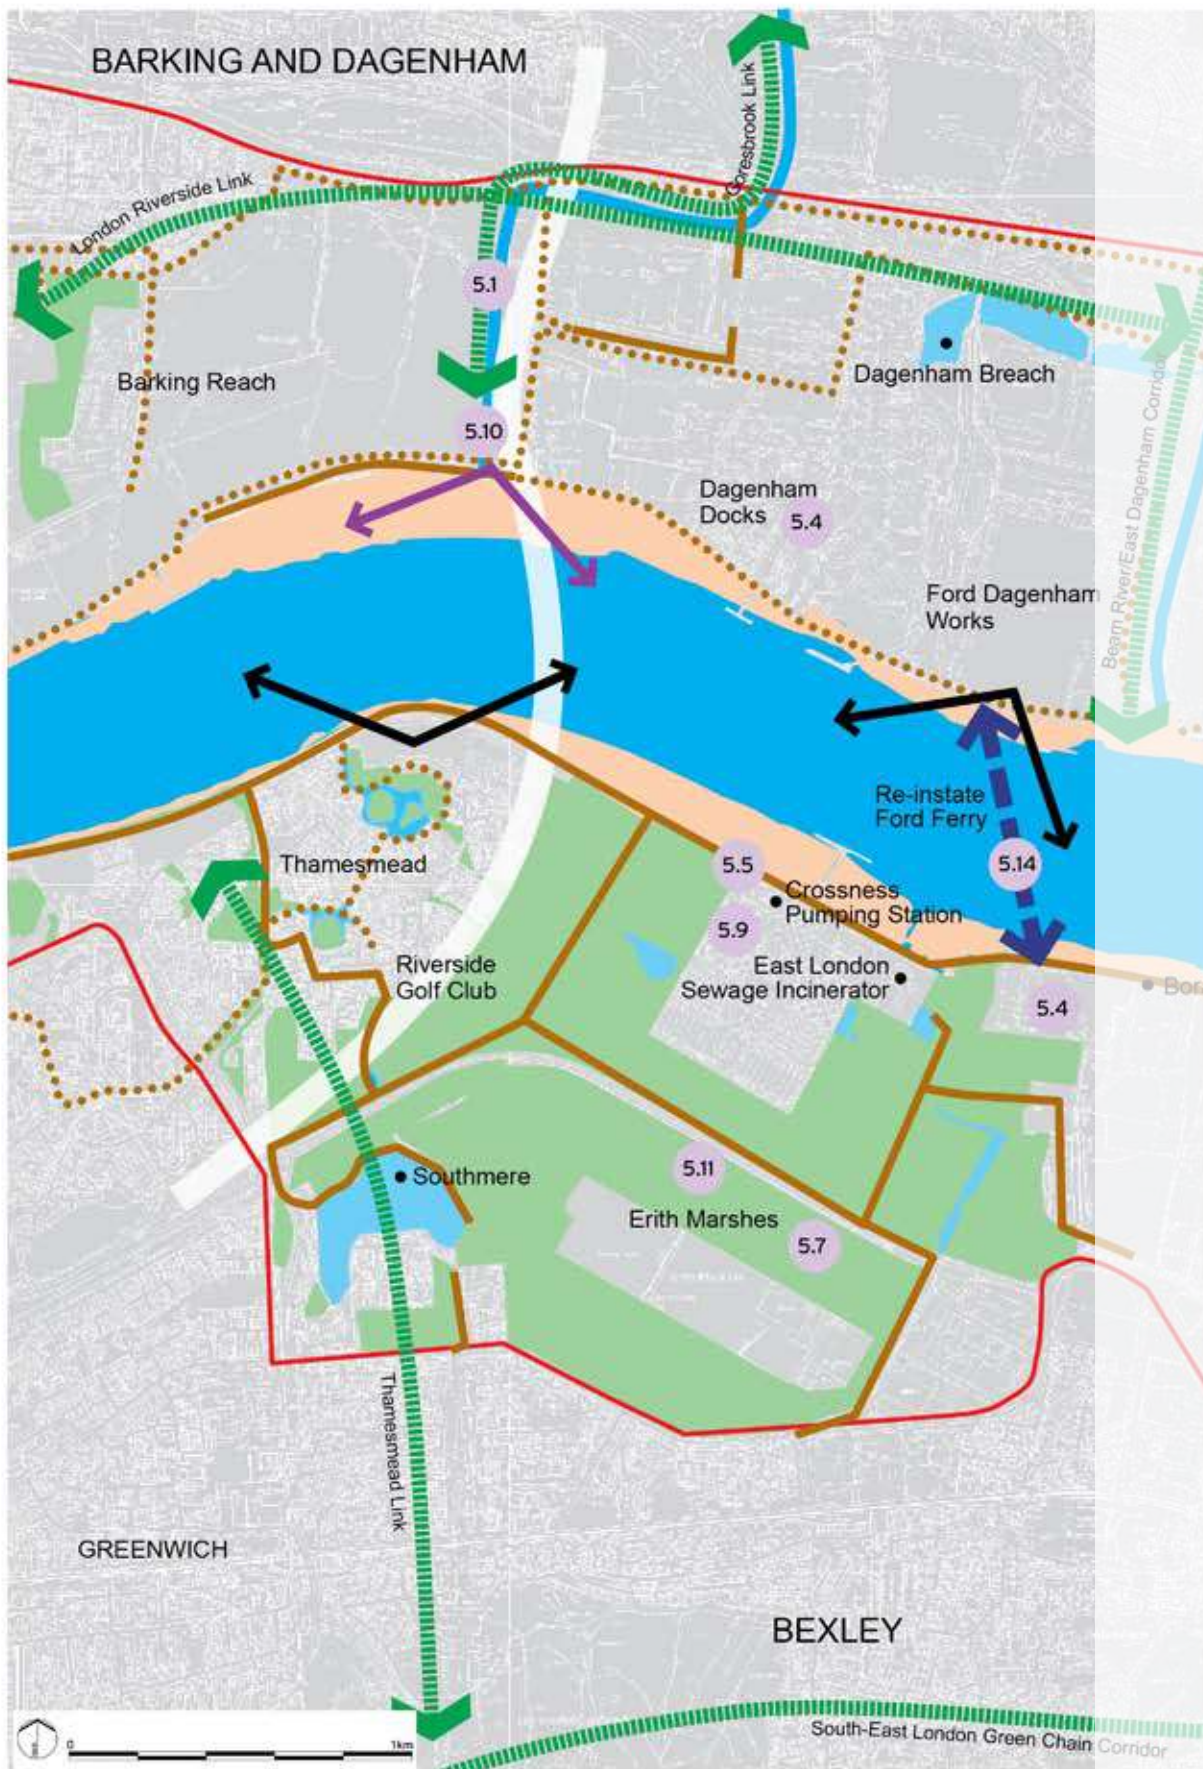 BARKING AND DAGENHAM
Goresbrook Link
London Riverside Link
5.1
Barking Reach
Dagenham Breach
Beam River/East Dagenham Corridor
5.10
Dagenham
Docks
5.4
Ford Dagenham
Works
Re-instate
Ford Ferry
5.14
Thamesmead
5.5
Crossness
Pumping Station
5.9
Riverside
Golf Club
East London
Sewage Incinerator
5.4
Bor
5.11
Southmere
Erith Marshes
5.7
Thamesmead Link
GREENWICH
BEXLEY
South-East London Green Chain Corridor
0
1km